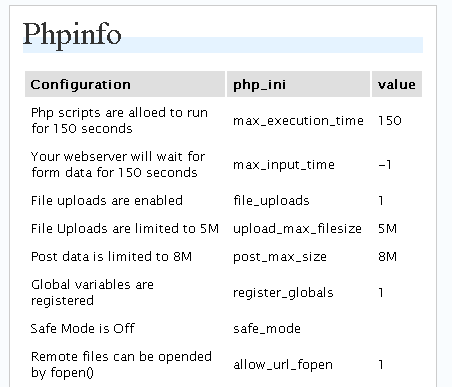 Phpinfo
Configuration php_ini value
Php scripts are alloed to run
for 150 seconds max_execution_time 150
Your webserver will wait for
form data for 150 seconds max_input_time -1
File uploads are enabled file_uploads 1
File Uploads are limited to 5M upload_max_filesize 5M
Post data is limited to 8M post_max_size 8M
Global variables are
registered register_globals 1
Safe Mode is Off safe_mode
Remote files can be opended
by fopen() allow_url_fopen 1